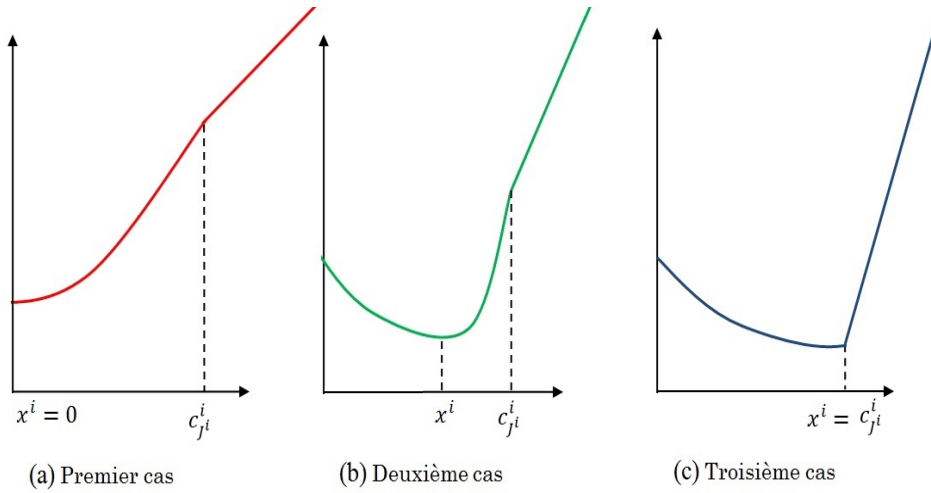 x^i = 0
c^i_{J^i}
x^i
c^i_{J^i}
x^i = c^i_{J^i}
(a) Premier cas
(b) Deuxième cas
(c) Troisième cas